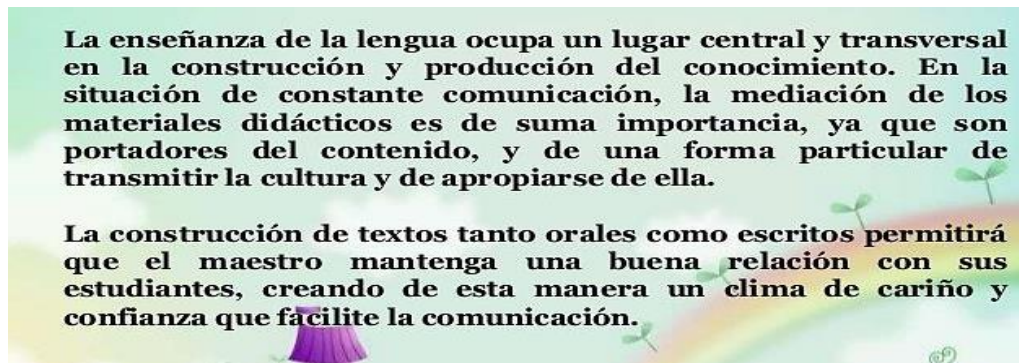 La enseñanza de la lengua ocupa un lugar central y transversal
en la construcción y producción del conocimiento. En la
situación de constante comunicación, la mediación de los
materiales didácticos es de suma importancia, ya que son
portadores del contenido, y de una forma particular de
transmitir la cultura y de apropiarse de ella.
La construcción de textos tanto orales como escritos permitirá
que el maestro mantenga una buena relación con sus
estudiantes, creando de esta manera un clima de cariño y
confianza que facilite la comunicación.